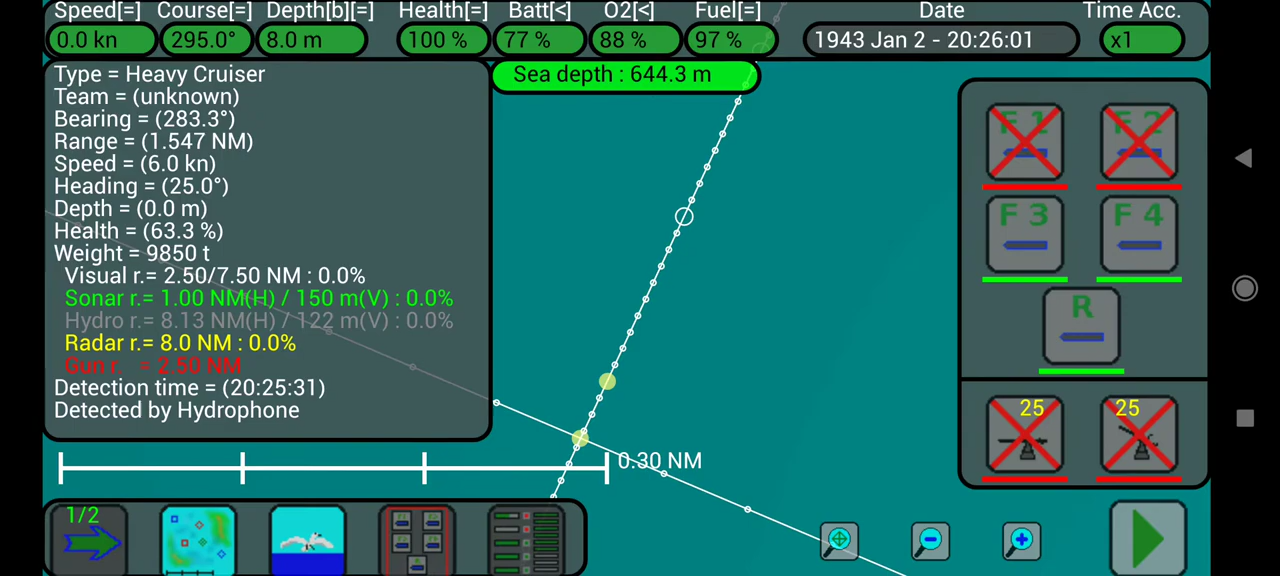 Speed[=] Course[=] Depth[b][=] Health[=] Batt[<] O2[<] Fuel[=] Date Time Acc.
0.0 kn 295.0° 8.0 m 100 % 77 % 88 % 97 % 1943 Jan 2 - 20:26:01 x1
Sea depth : 644.3 m
Type = Heavy Cruiser
Team = (unknown)
Bearing = (283.3°)
Range = (1.547 NM)
Speed = (6.0 kn)
Heading = (25.0°)
Depth = (0.0 m)
Health = (63.3 %)
Weight = 9850 t
Visual r.= 2.50/7.50 NM : 0.0%
Sonar r.= 1.00 NM(H) / 150 m(V) : 0.0%
Hydro r.= 8.13 NM(H) / 122 m(V) : 0.0%
Radar r.= 8.0 NM : 0.0%
Gun r. = 2.50 NM
Detection time = (20:25:31)
Detected by Hydrophone
F 1 F 2
F 3 F 4
R
25 25
0.30 NM
1/2